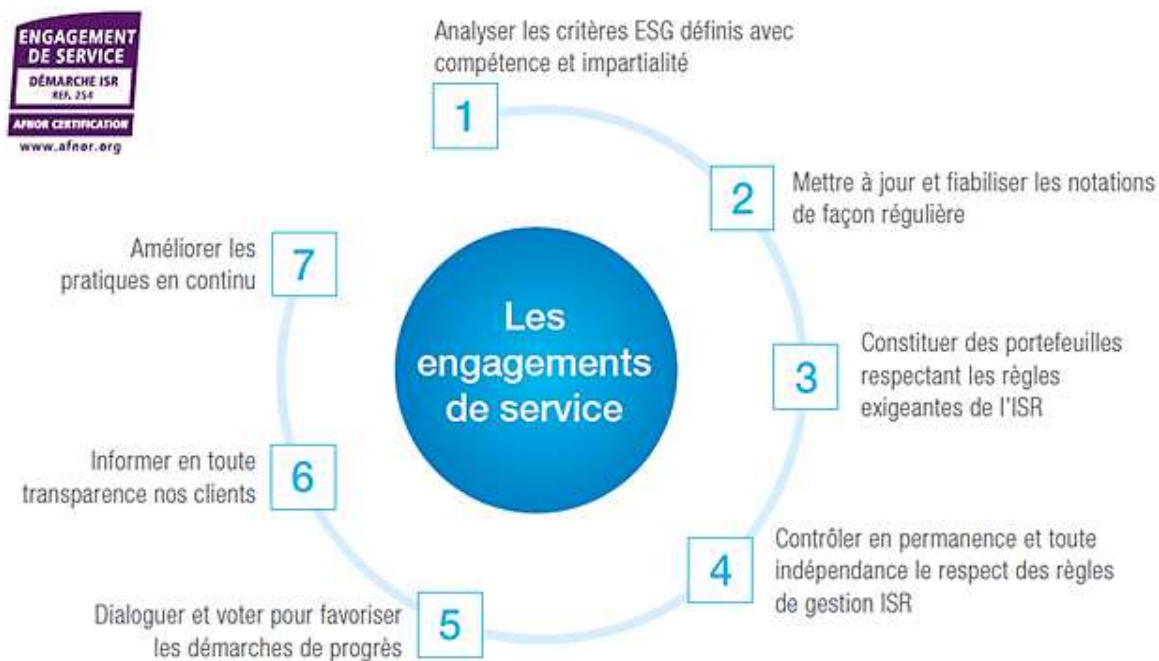 ENGAGEMENT
DE SERVICE
DÉMARCHE ISR
REF. 254
AFNOR CERTIFICATION
www.afnor.org
Analyser les critères ESG définis avec
compétence et impartialité
1
2
Mettre à jour et fiabiliser les notations
de façon régulière
3
Constituer des portefeuilles
respectant les règles
exigeantes de l'ISR
4
Contrôler en permanence et toute
indépendance le respect des règles
de gestion ISR
Dialoguer et voter pour favoriser
les démarches de progrès
5
Informer en toute
transparence nos clients
6
Améliorer les
pratiques en continu
7
Les
engagements
de service